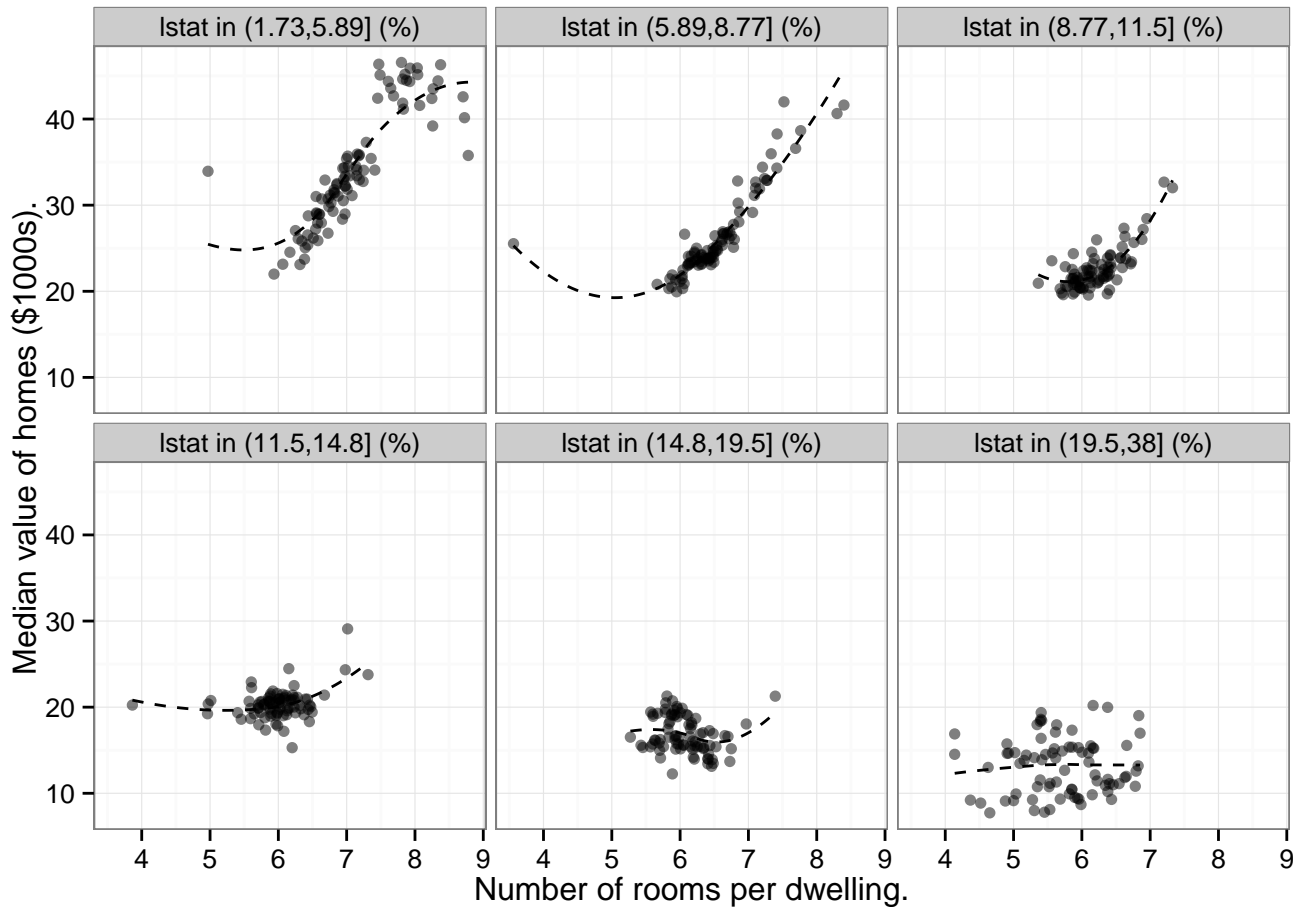 lstat in (1.73,5.89] (%)
lstat in (5.89,8.77] (%)
lstat in (8.77,11.5] (%)
40
30
20
10
lstat in (11.5,14.8] (%)
lstat in (14.8,19.5] (%)
lstat in (19.5,38] (%)
40
30
20
10
4 5 6 7 8 9
4 5 6 7 8 9
4 5 6 7 8 9
Number of rooms per dwelling.
Median value of homes ($1000s).